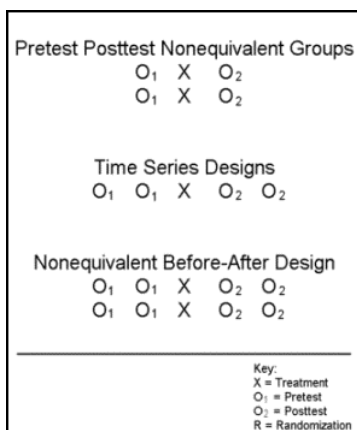 Pretest Posttest Nonequivalent Groups
O₁ X O₂
O₁ X O₂
Time Series Designs
O₁ O₁ X O₂ O₂
Nonequivalent Before-After Design
O₁ O₁ X O₂ O₂
O₁ O₁ X O₂ O₂
Key:
X = Treatment
O₁ = Pretest
O₂ = Posttest
R = Randomization